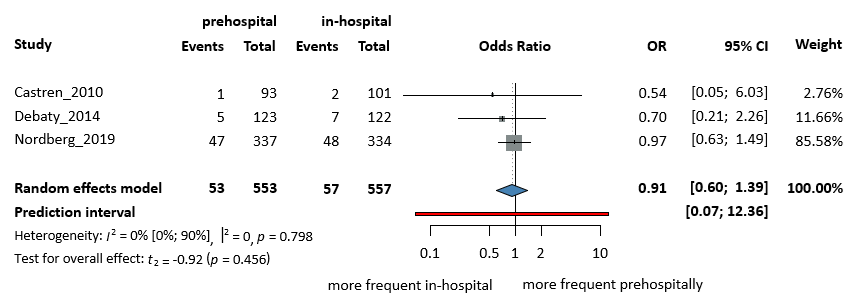 prehospital in-hospital
Study Events Total Events Total Odds Ratio OR 95% CI Weight
Castren_2010 1 93 2 101 0.54 [0.05; 6.03] 2.76%
Debaty_2014 5 123 7 122 0.70 [0.21; 2.26] 11.66%
Nordberg_2019 47 337 48 334 0.97 [0.63; 1.49] 85.58%
Random effects model 53 553 57 557 0.91 [0.60; 1.39] 100.00%
Prediction interval [0.07; 12.36]
Heterogeneity: I² = 0% [0%; 90%], |² = 0, p = 0.798
Test for overall effect: t₂ = -0.92 (p = 0.456)
0.1 0.5 1 2 10
more frequent in-hospital more frequent prehospitally